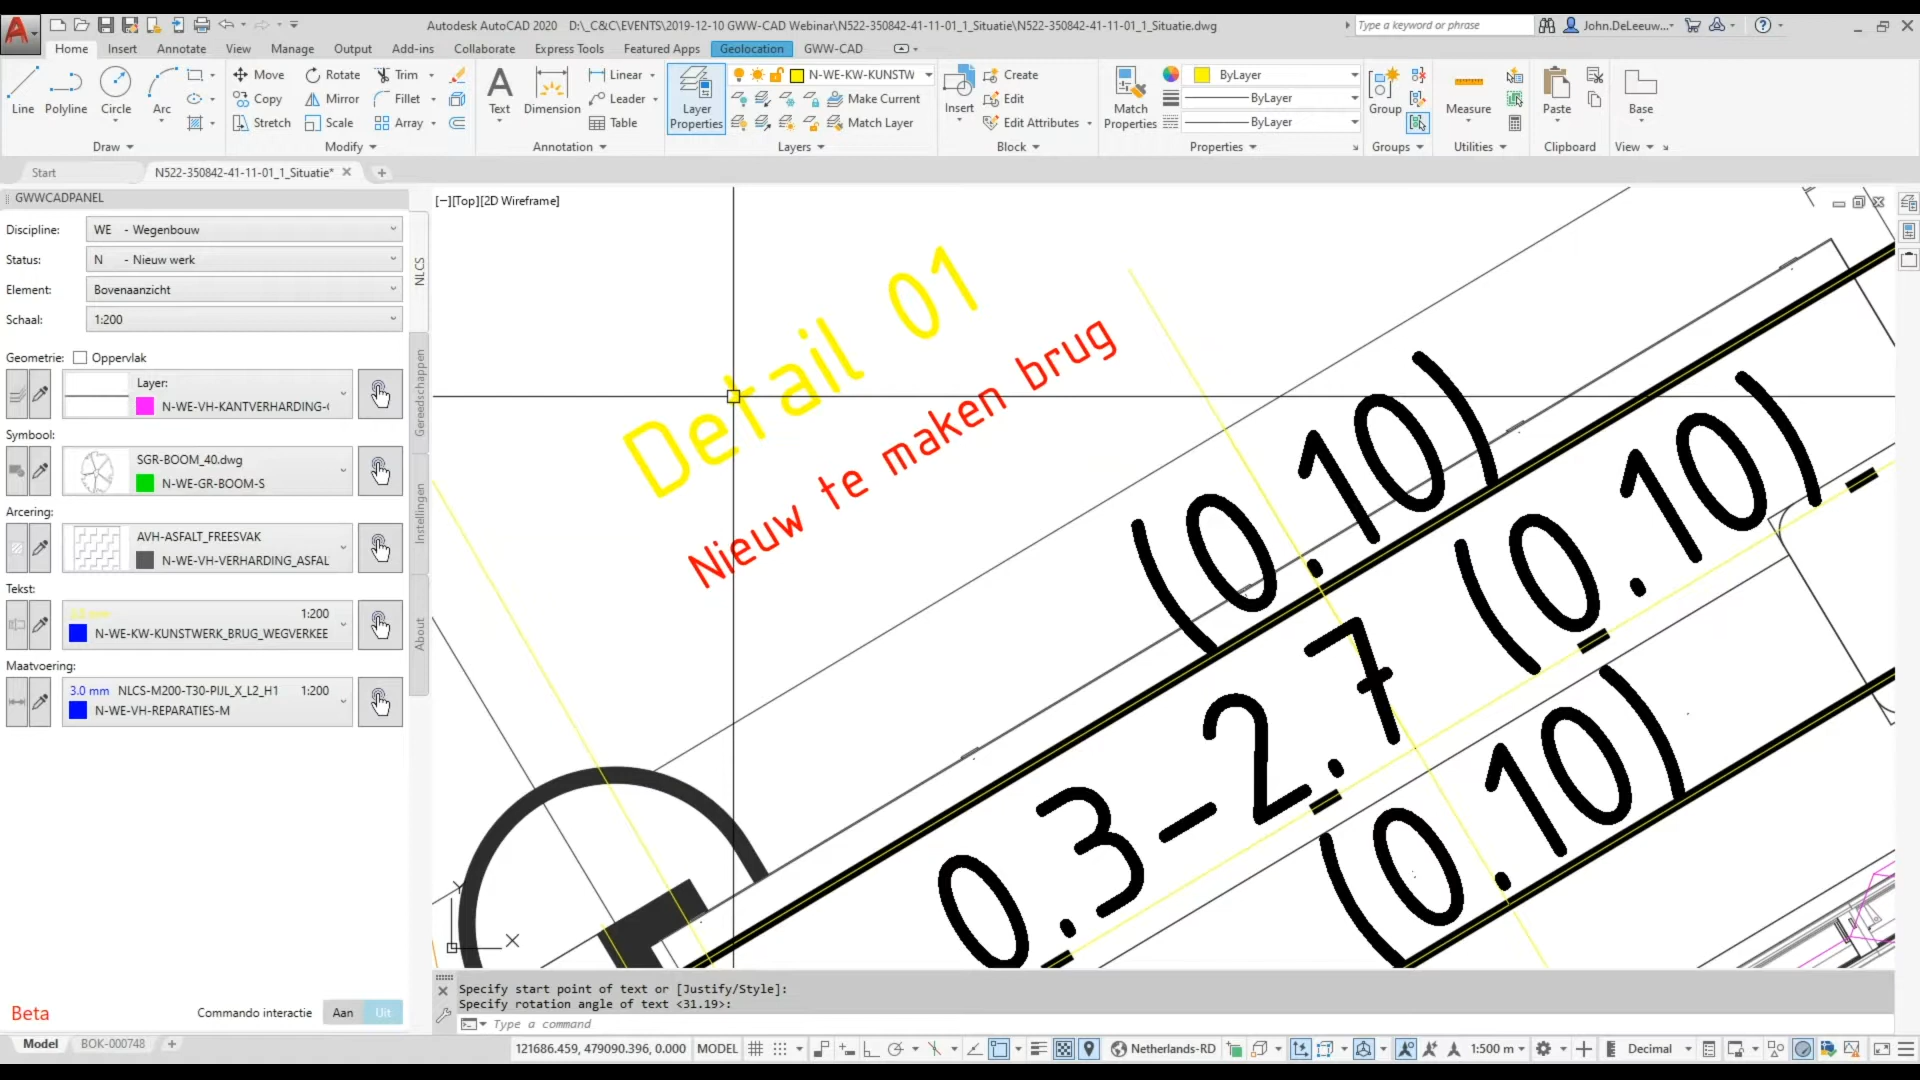 Autodesk AutoCAD 2020 D:\_C&C\EVENTS\2019-12-10 GWW-CAD Webinar\N522-350842-41-11-01_1_Situatie\N522-350842-41-11-01_1_Situatie.dwg
Type a keyword or phrase
John.DeLeeuw...
Home Insert Annotate View Manage Output Add-ins Collaborate Express Tools Featured Apps Geolocation GWW-CAD
Line Polyline Circle Arc
Move Rotate Trim
Copy Mirror Fillet
Stretch Scale Array
Text Dimension
Linear
Leader
Table
Layer Properties
N-WE-KW-KUNSTW
Make Current
Match Layer
Insert
Create
Edit
Edit Attributes
Match Properties
ByLayer
ByLayer
ByLayer
Group
Measure
Paste
Base
Draw Modify Annotation Layers Block Properties Groups Utilities Clipboard View
Start N522-350842-41-11-01_1_Situatie*
GWWCADPANEL
Discipline: WE - Wegenbouw
Status: N - Nieuw werk
Element: Bovenaanzicht
Schaal: 1:200
Geometrie: Oppervlak
Layer:
N-WE-VH-KANTVERHARDING-(
Symbool:
SGR-BOOM_40.dwg
N-WE-GR-BOOM-S
Arcering:
AVH-ASFALT_FREESVAK
N-WE-VH-VERHARDING_ASFAL
Tekst:
1:200
N-WE-KW-KUNSTWERK_BRUG_WEGVERKEE
Maatvoering:
3.0 mm NLCS-M200-T30-PIJL_X_L2_H1 1:200
N-WE-VH-REPARATIES-M
NLCS
Gereedschappen
Instellingen
About
Beta
Commando interactie Aan Uit
[−][Top][2D Wireframe]
Detail 01
Nieuw te maken brug
(0.10)
(0.10)
0.3-2.7
(0.10)
Y
X
Specify start point of text or [Justify/Style]:
Specify rotation angle of text <31.19>:
Type a command
Model BOK-000748
121686.459, 479090.396, 0.000 MODEL
Netherlands-RD
1:500 m
Decimal